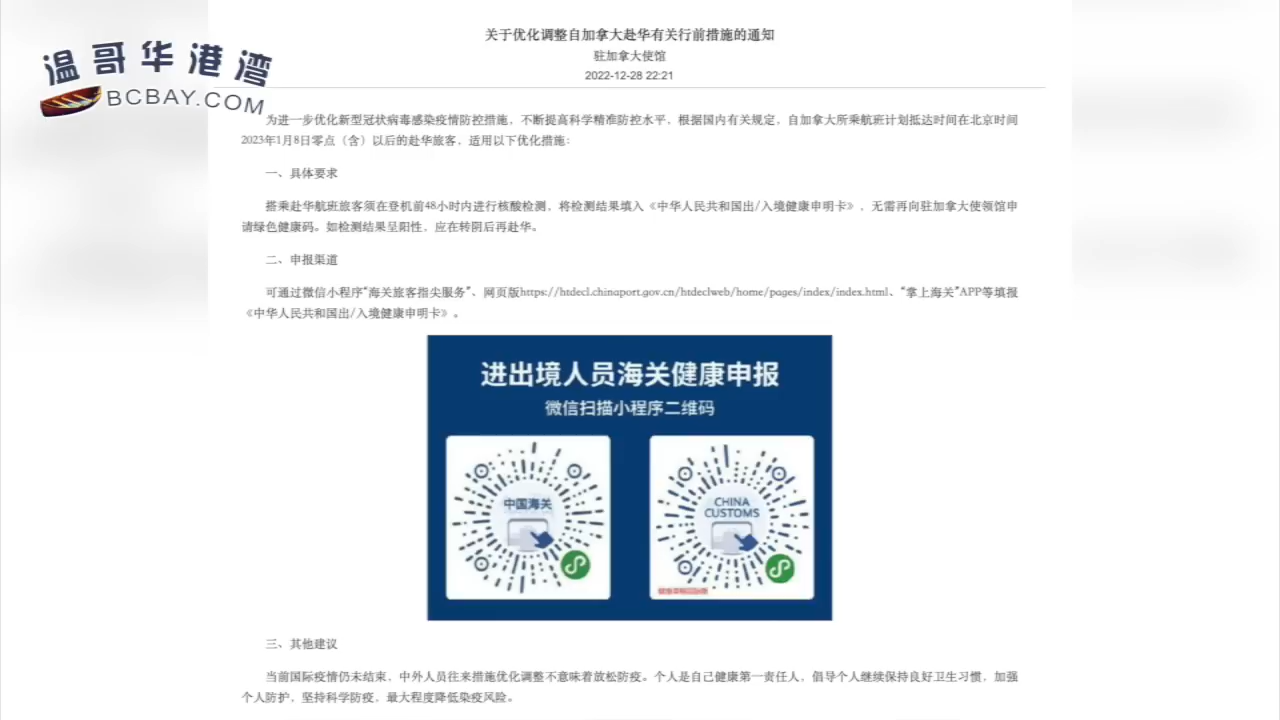 温哥华港湾
BCBAY.COM
关于优化调整自加拿大赴华有关行前措施的通知
驻加拿大使馆
2022-12-28 22:21
为进一步优化新型冠状病毒感染疫情防控措施，不断提高科学精准防控水平，根据国内有关规定，自加拿大所乘航班计划抵达时间在北京时间
2023年1月8日零点（含）以后的赴华旅客，适用以下优化措施：
一、具体要求
搭乘赴华航班旅客须在登机前48小时内进行核酸检测，将检测结果填入《中华人民共和国出/入境健康申明卡》，无需再向驻加拿大使领馆申
请绿色健康码。如检测结果呈阳性，应在转阴后再赴华。
二、申报渠道
可通过微信小程序“海关旅客指尖服务”、网页版https://htdecl.chinaport.gov.cn/htdeclweb/home/pages/index/index.html、“掌上海关”APP等填报
《中华人民共和国出/入境健康申明卡》。
进出境人员海关健康申报
微信扫描小程序二维码
中国海关
CHINA
CUSTOMS
三、其他建议
当前国际疫情仍未结束，中外人员往来措施优化调整不意味着放松防疫。个人是自己健康第一责任人，倡导个人继续保持良好卫生习惯，加强
个人防护，坚持科学防疫，最大程度降低染疫风险。